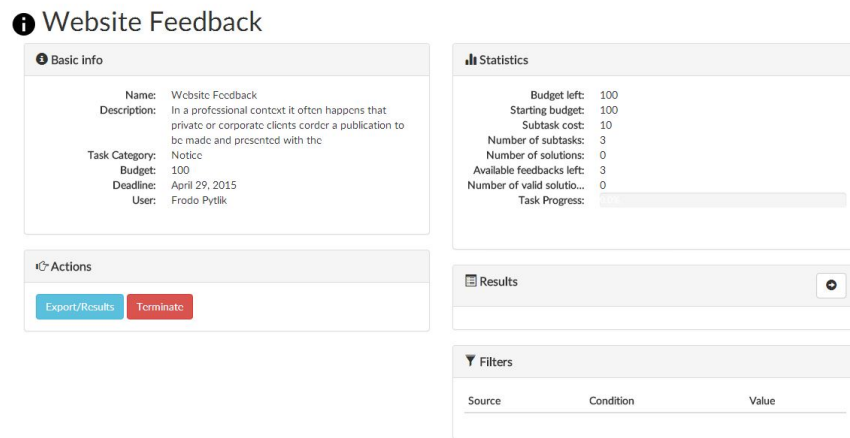 Website Feedback
Basic info
Name: Website Feedback
Description: In a professional context it often happens that
private or corporate clients corder a publication to
be made and presented with the
Task Category: Notice
Budget: 100
Deadline: April 29, 2015
User: Frodo Pytlik
Actions
Export/Results Terminate
Statistics
Budget left: 100
Starting budget: 100
Subtask cost: 10
Number of subtasks: 3
Number of solutions: 0
Available feedbacks left: 3
Number of valid solutio... 0
Task Progress:
Results
Filters
Source Condition Value